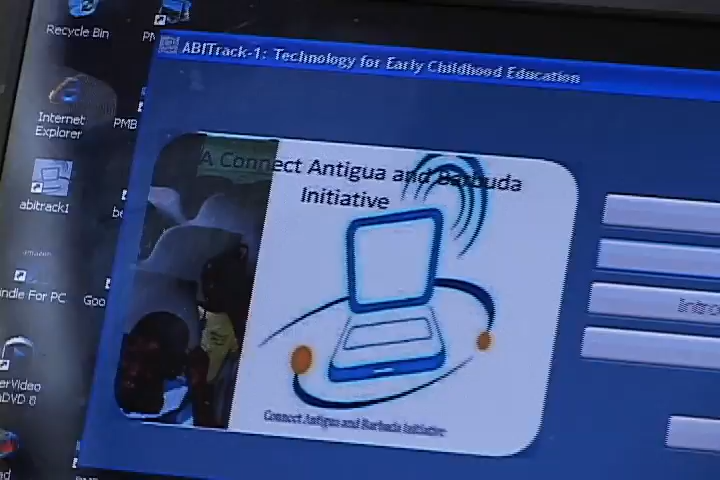 Recycle Bin
ABITrack-1: Technology for Early Childhood Education
Internet
Explorer
PMB
A Connect Antigua and Barbuda
Initiative
abitrack1
Intro
Connect Antigua and Barbuda Initiative